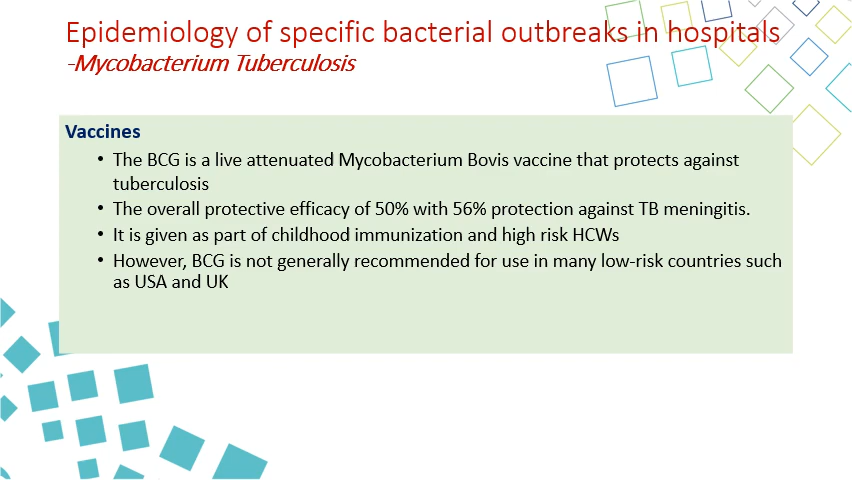 Epidemiology of specific bacterial outbreaks in hospitals
-Mycobacterium Tuberculosis
Vaccines
• The BCG is a live attenuated Mycobacterium Bovis vaccine that protects against
tuberculosis
• The overall protective efficacy of 50% with 56% protection against TB meningitis.
• It is given as part of childhood immunization and high risk HCWs
• However, BCG is not generally recommended for use in many low-risk countries such
as USA and UK